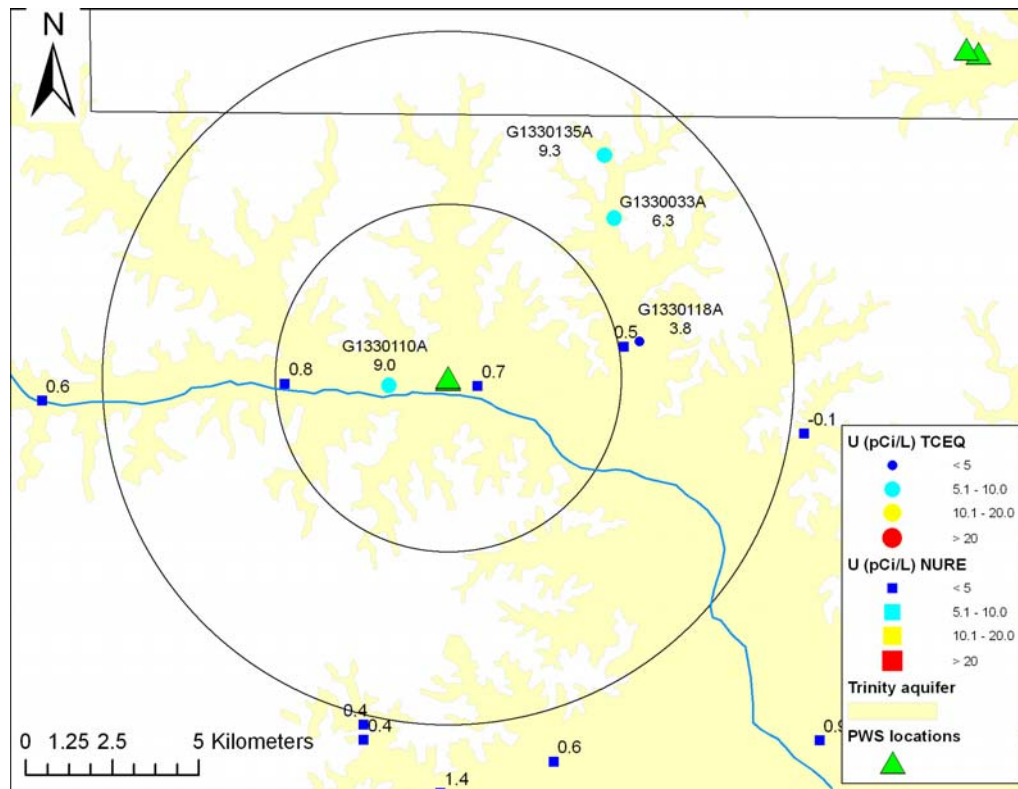 N
G1330135A
9.3
G1330033A
6.3
G1330118A
3.8
0.5
G1330110A
9.0
0.8
0.7
0.6
-0.1
U (pCi/L) TCEQ
< 5
5.1 - 10.0
10.1 - 20.0
> 20
U (pCi/L) NURE
< 5
5.1 - 10.0
10.1 - 20.0
> 20
Trinity aquifer
PWS locations
0.4
0.4
0.6
1.4
0 1.25 2.5 5 Kilometers